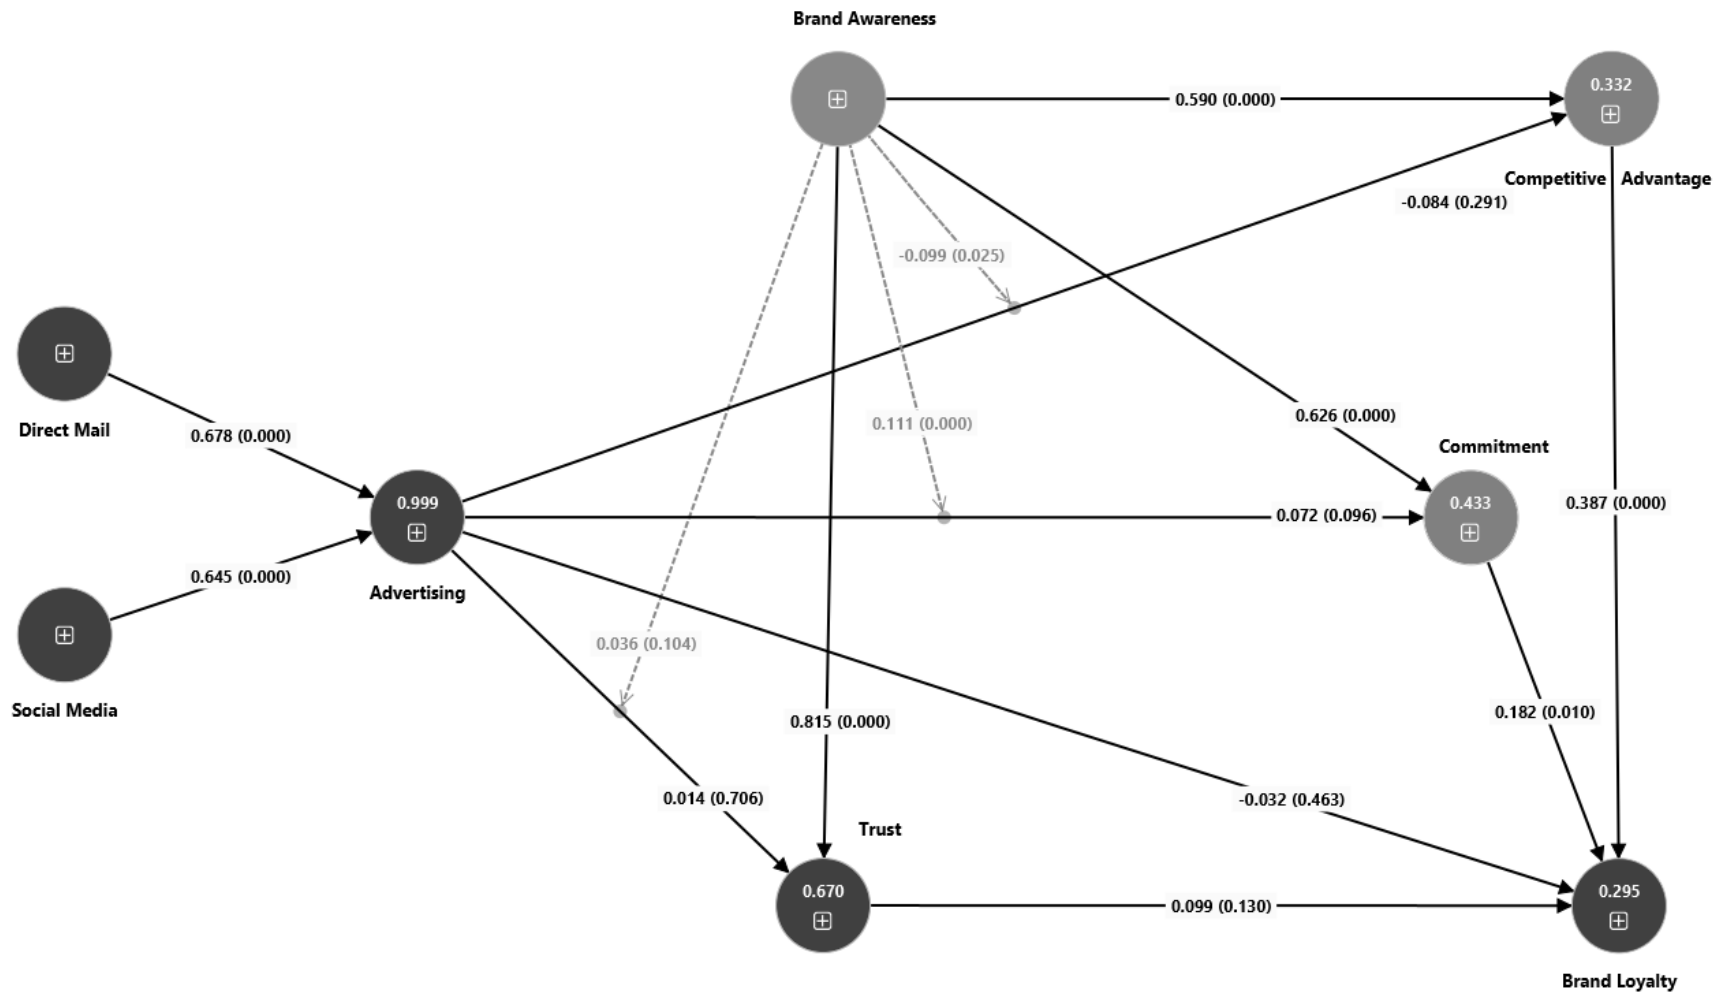 Brand Awareness
0.332
0.590 (0.000)
Competitive Advantage
-0.084 (0.291)
-0.099 (0.025)
Direct Mail
0.678 (0.000)
0.111 (0.000)
0.626 (0.000)
Commitment
0.999
0.433
0.387 (0.000)
0.072 (0.096)
0.645 (0.000)
Advertising
0.036 (0.104)
Social Media
0.815 (0.000)
0.182 (0.010)
0.014 (0.706)
-0.032 (0.463)
Trust
0.670
0.295
0.099 (0.130)
Brand Loyalty